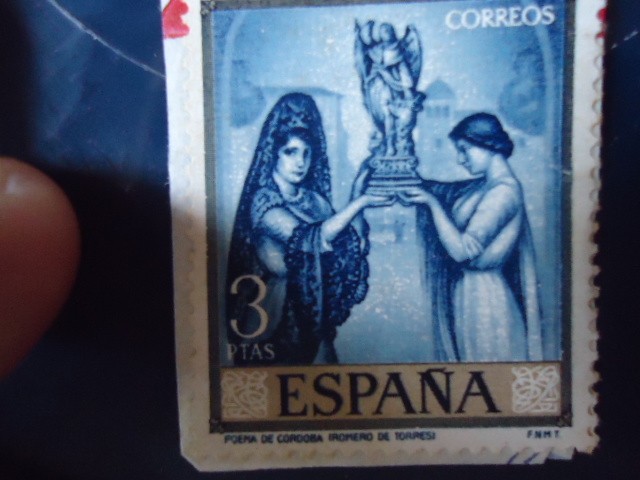 CORREOS
3
PTAS
ESPAÑA
POEMA DE CORDOBA (ROMERO DE TORRES) F.N.M.T.